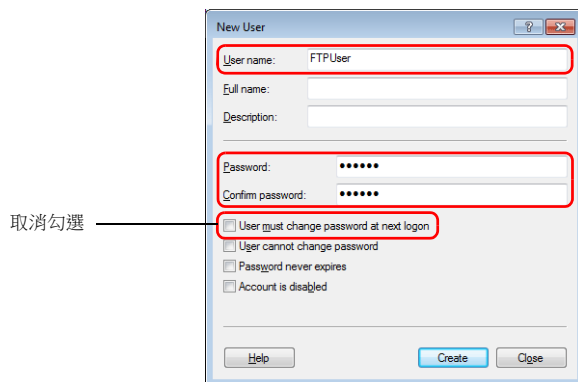 New User
User name: FTPUser
Full name:
Description:
Password: ••••••
Confirm password: ••••••
取消勾選
User must change password at next logon
User cannot change password
Password never expires
Account is disabled
Help Create Close